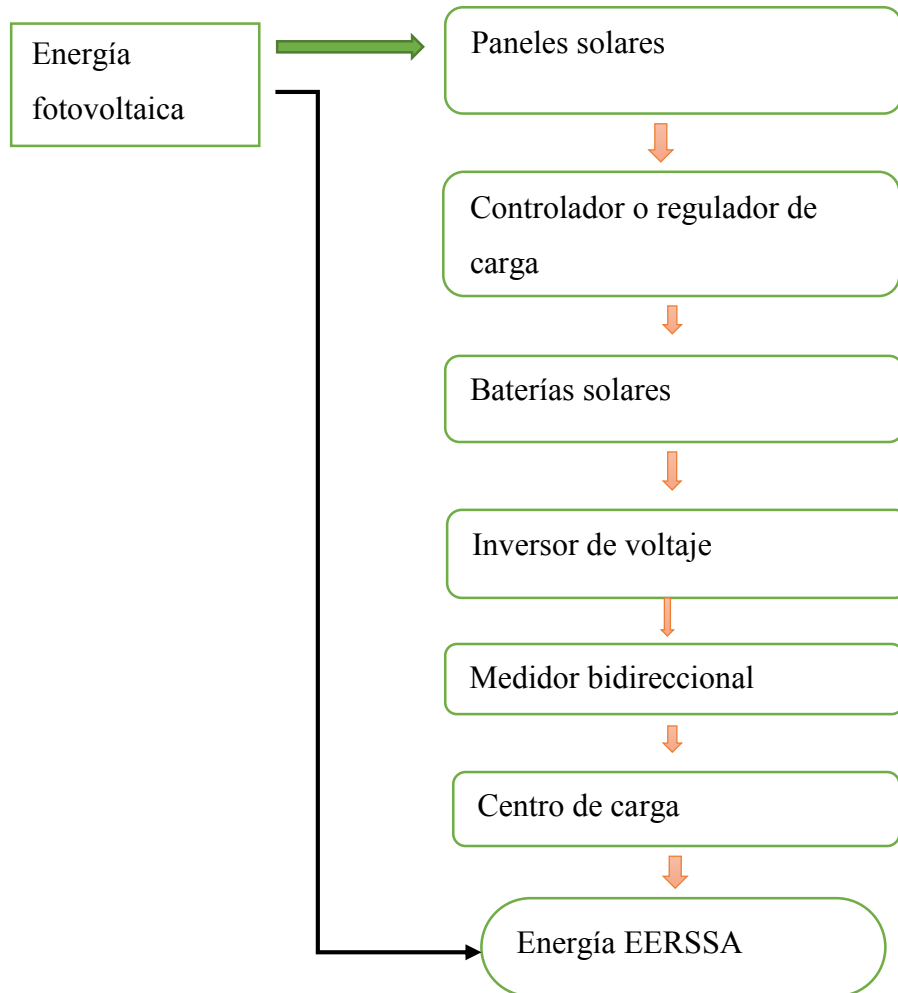 Energía
fotovoltaica
Paneles solares
Controlador o regulador de
carga
Baterías solares
Inversor de voltaje
Medidor bidireccional
Centro de carga
Energía EERSSA